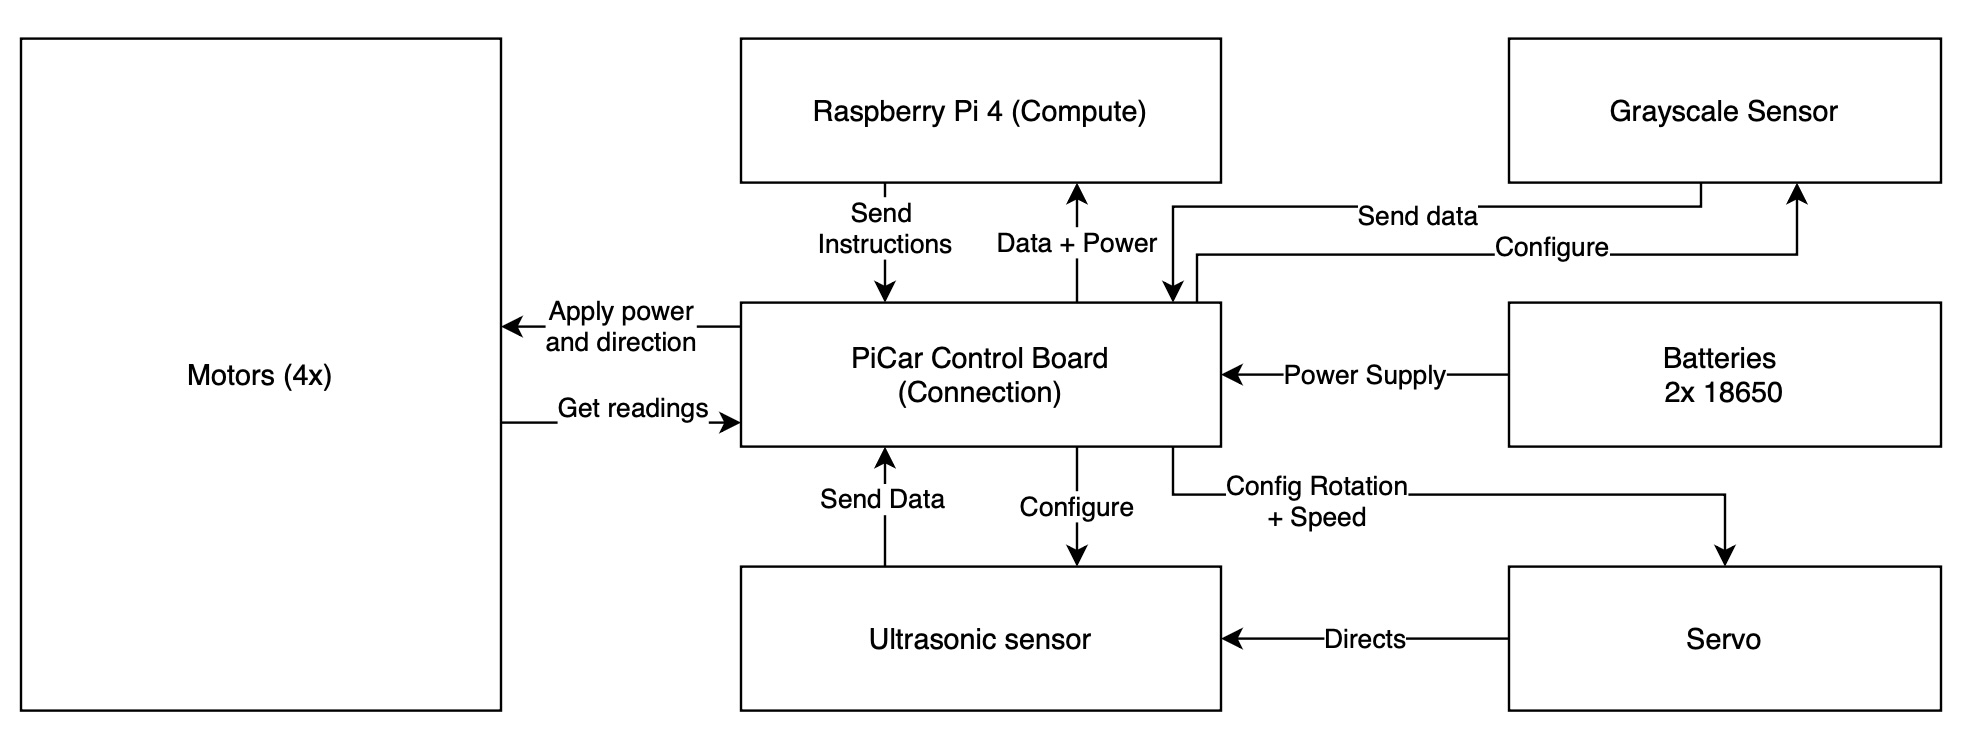 Raspberry Pi 4 (Compute)
Grayscale Sensor
Send
Instructions
Data + Power
Send data
Configure
Apply power
and direction
Motors (4x)
Get readings
PiCar Control Board
(Connection)
Power Supply
Batteries
2x 18650
Send Data
Configure
Config Rotation
+ Speed
Ultrasonic sensor
Directs
Servo